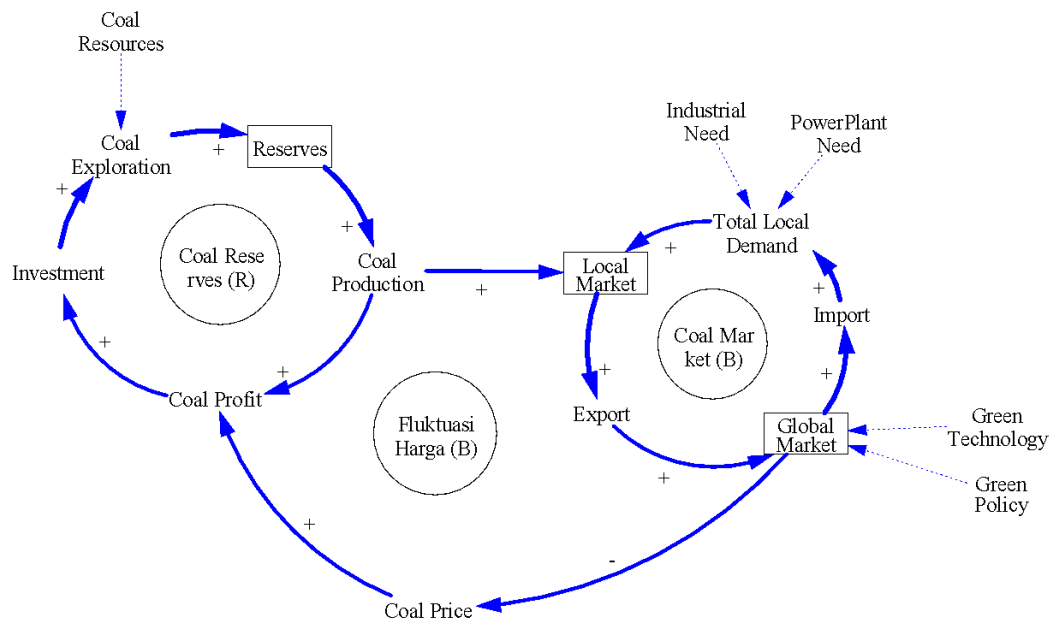 Coal
Resources
Coal
Exploration
+
Reserves
Industrial
Need
PowerPlant
Need
+
+
Total Local
Demand
+
Coal Rese
rves (R)
Investment
Coal
Production
+
Local
Market
+
Import
+
Coal Mar
ket (B)
+
+
+
+
Coal Profit
Export
Fluktuasi
Harga (B)
Global
Market
Green
Technology
+
Green
Policy
+
-
Coal Price